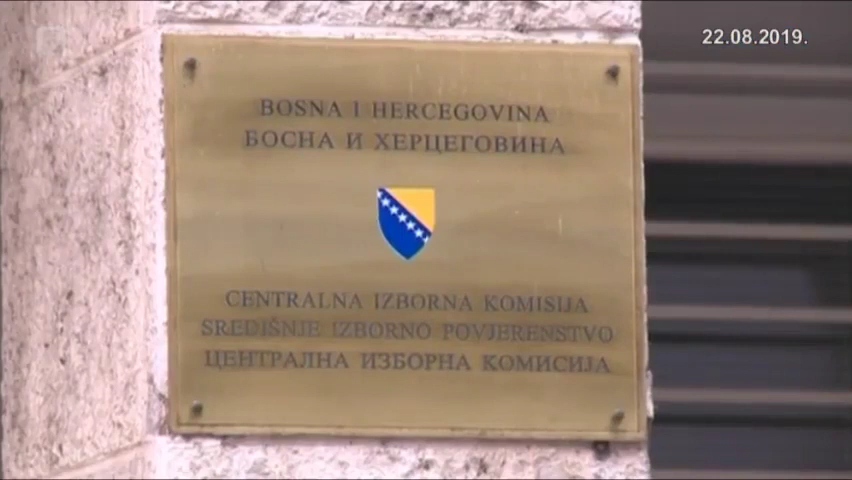 22.08.2019.
BOSNA I HERCEGOVINA
БОСНА И ХЕРЦЕГОВИНА
CENTRALNA IZBORNA KOMISIJA
SREDIŠNJE IZBORNO POVJERENSTVO
ЦЕНТРАЛНА ИЗБОРНА КОМИСИЈА